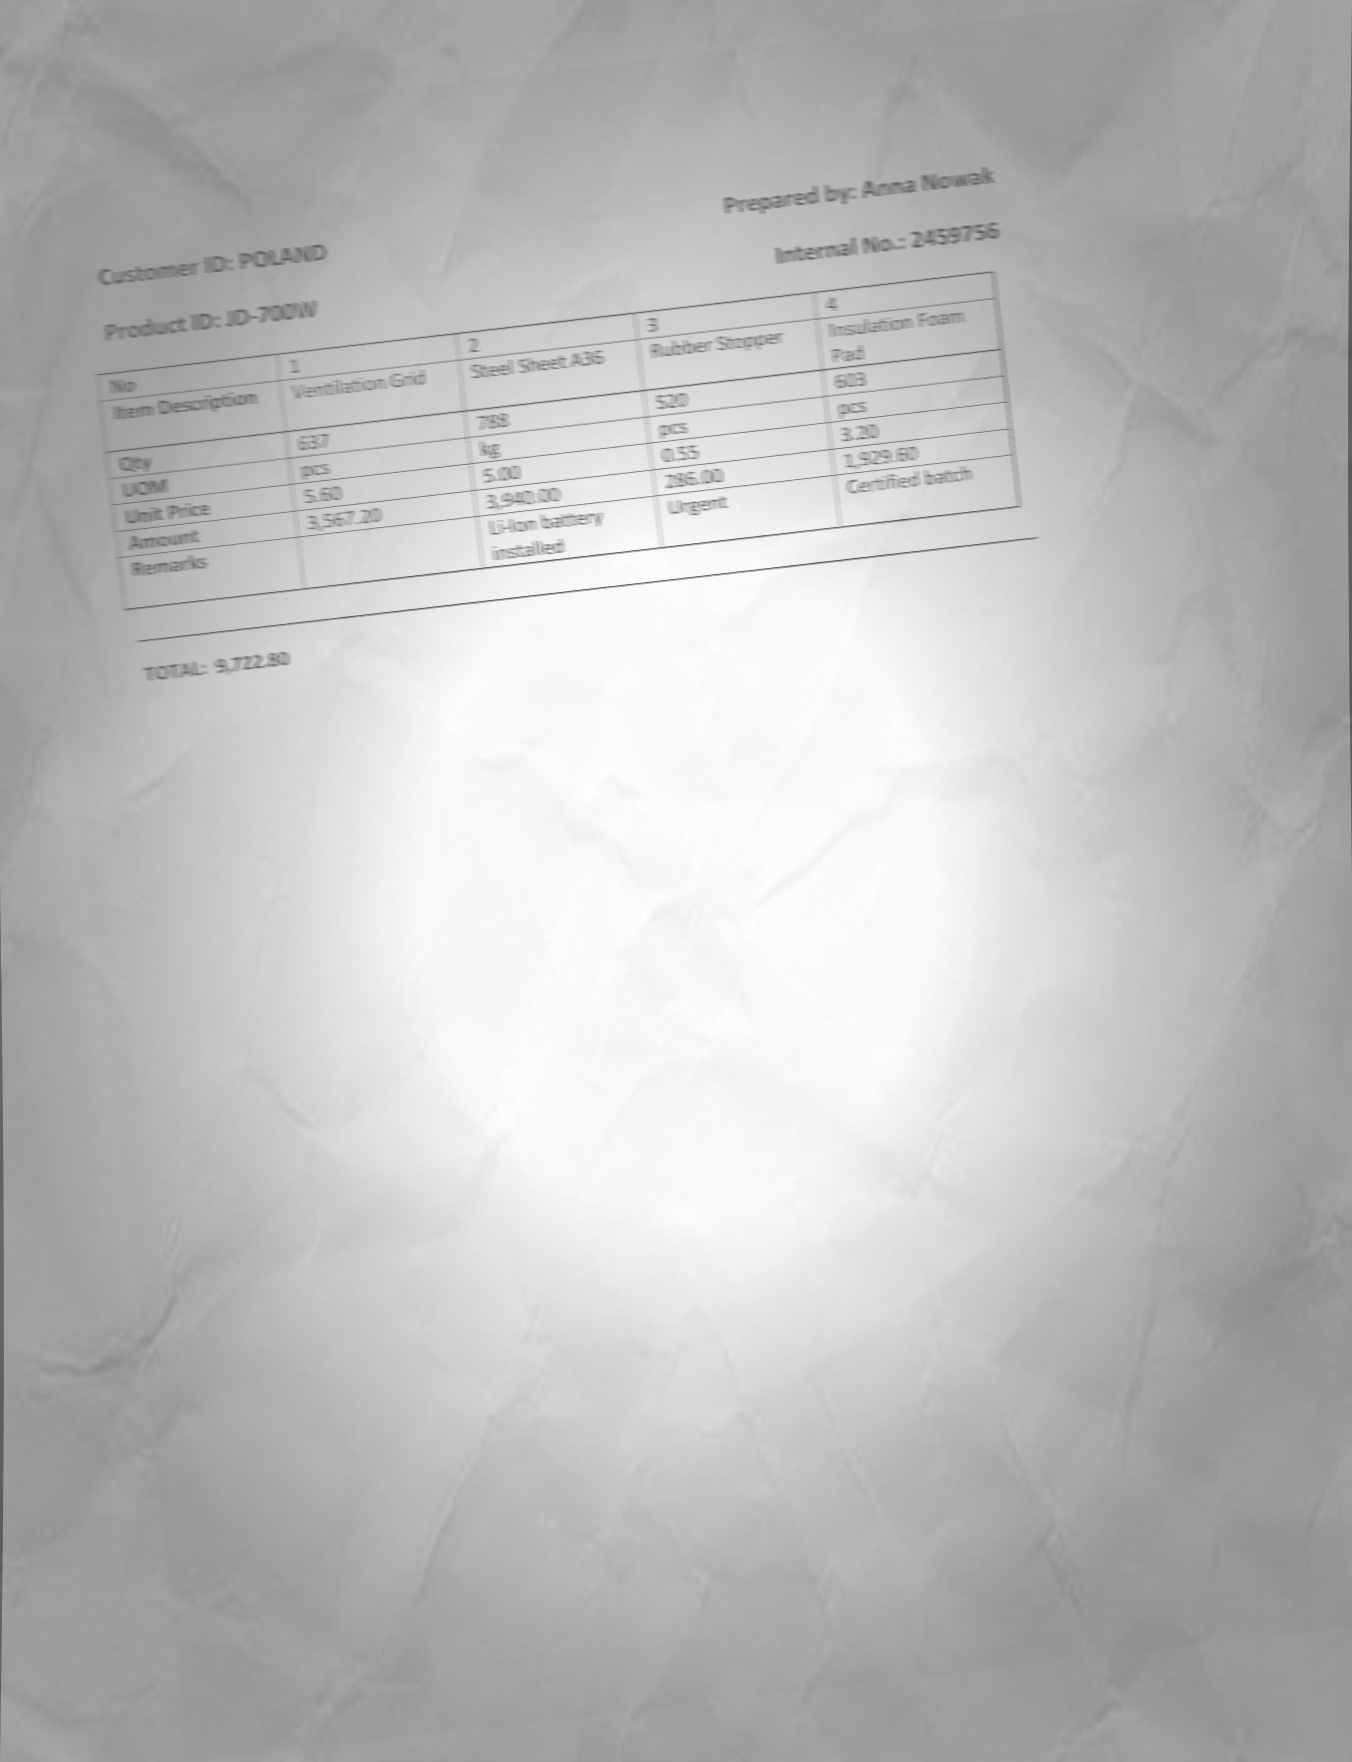 Prepared by: Anna Nowak
Customer ID: POLAND
Internal No.: 2459756
Product ID: JD-700W
No 1 2 3 4
Item Description Ventilation Grid Steel Sheet A36 Rubber Stopper Insulation Foam Pad
Qty 637 788 520 603
UOM pcs kg pcs pcs
Unit Price 5.60 5.00 0.55 3.20
Amount 3,567.20 3,940.00 286.00 1,929.60
Remarks Li-Ion battery installed Urgent Certified batch
TOTAL: 9,722.80